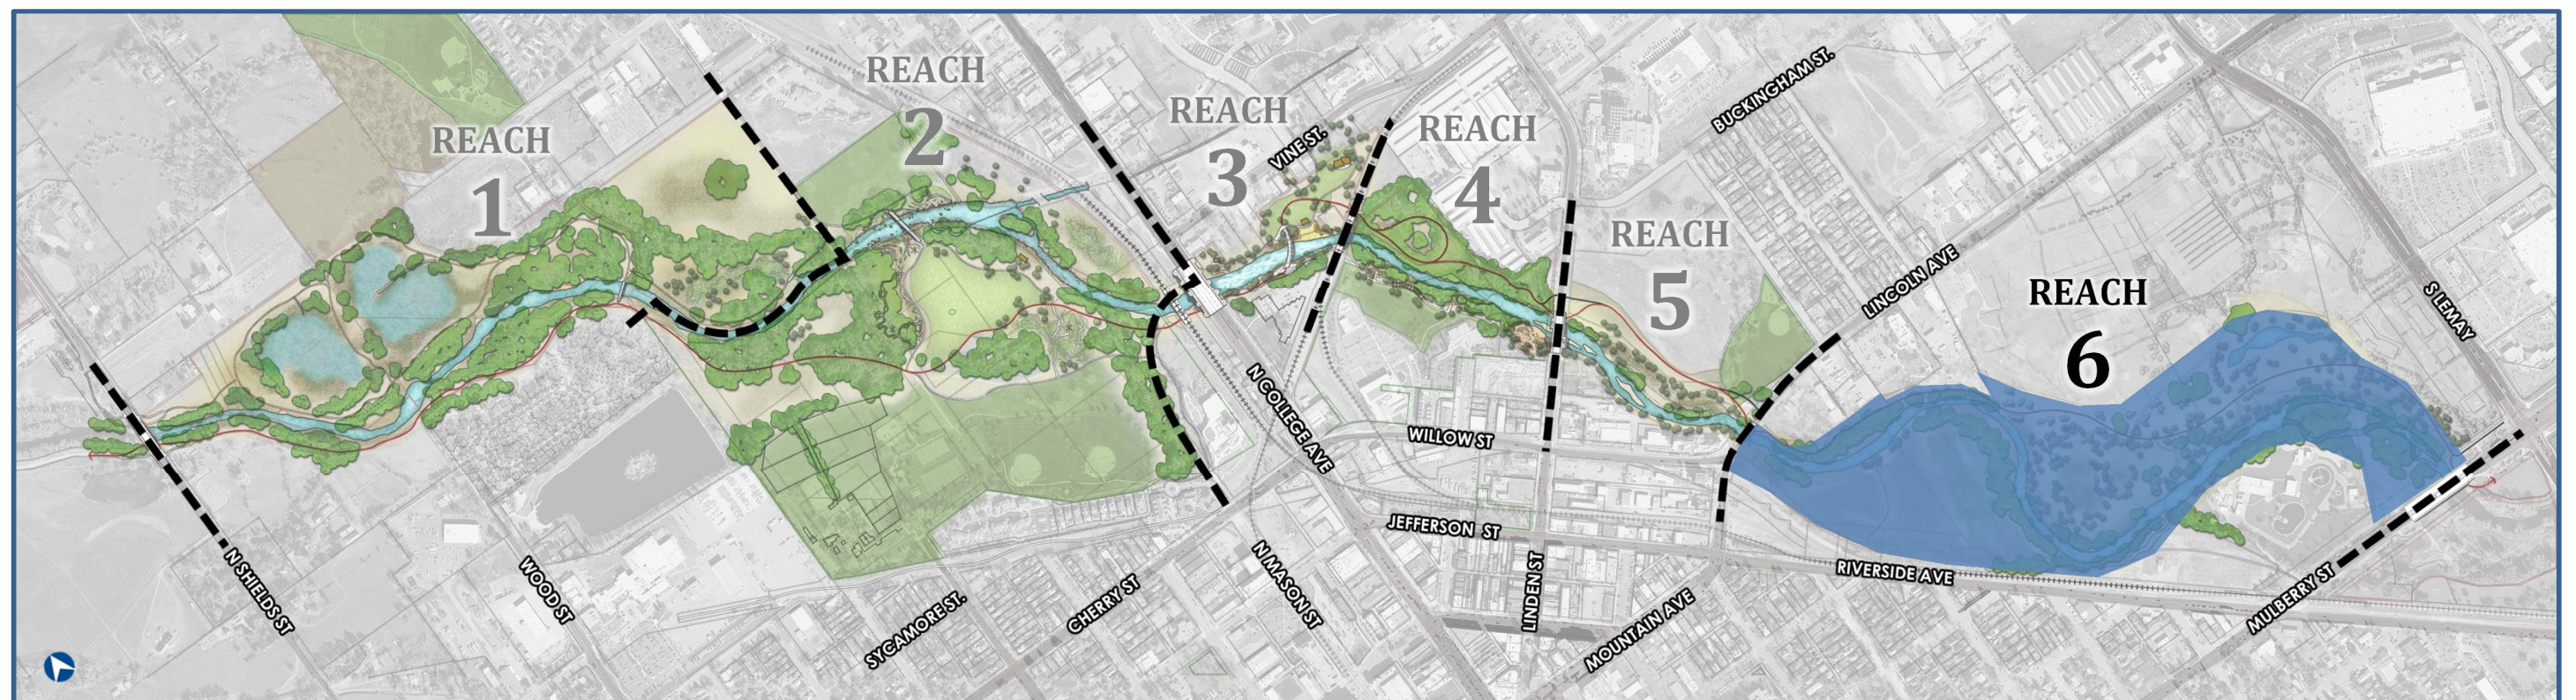 REACH
1
REACH
2
REACH
3
VINE ST.
REACH
4
REACH
5
BUCKINGHAM ST.
LINCOLN AVE
REACH
6
S LEMAY
N SHIELDS ST
WOOD ST
SYCAMORE ST.
CHERRY ST
N MASON ST
N COLLEGE AVE
WILLOW ST
JEFFERSON ST
LINDEN ST
MOUNTAIN AVE
RIVERSIDE AVE
MULBERRY ST